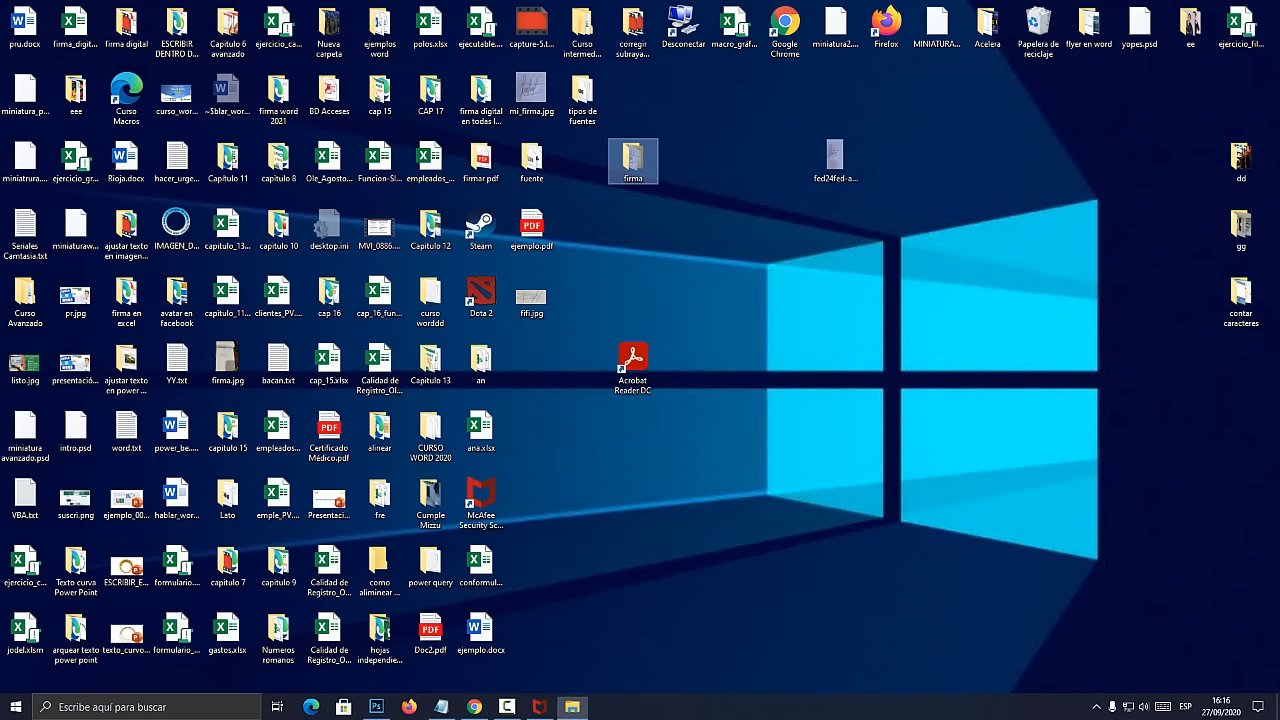 pru.docx
firma_digit...
firma digital
ESCRIBIR
DENTRO D...
Capitulo 6
avanzado
ejercicio_ca...
Nueva
carpeta
ejemplos
word
polos.xlsx
ejecutable....
capture-5.t...
Curso
intermed...
corregir
subraya...
Desconectar
macro_gráf...
Google
Chrome
miniatura2....
Firefox
MINIATURA...
Acelera
Papelera de
reciclaje
flyer en word
yopes.psd
ee
ejercicio_fil...
miniatura_p...
eee
Curso
Macros
curso_wor...
~$blar_wor...
firma word
2021
BD Acceses
cap 15
CAP 17
firma digital
en todas l...
mi_firma.jpg
tipos de
fuentes
miniatrura....
ejercicio_gr...
Rioja.docx
hacer_urge...
Capitulo 11
capitulo 8
Ole_Agosto...
Funcion-SI...
empleados_...
firmar pdf
fuente
firma
fed24fed-a...
dd
Seriales
Camtasia.txt
miniaturaw...
ajustar texto
en imagen...
IMAGEN_D...
capitulo_13...
capitulo 10
desktop.ini
MVI_0886....
Capitulo 12
Steam
ejemplo.pdf
gg
Curso
Avanzado
pr.jpg
firma en
excel
avatar en
facebook
capitulo_11...
clientes_PV....
cap 16
cap_16_fun...
curso
worddd
Dota 2
fifi.jpg
contar
caracteres
listo.jpg
presentació...
ajustar texto
en power ...
YY.txt
firma.jpg
bacan.txt
cap_15.xlsx
Calidad de
Registro_Ol...
Capitulo 13
an
Acrobat
Reader DC
miniatura
avanzado.psd
intro.psd
word.txt
power_be....
capitulo 15
empleados...
Certificado
Médico.pdf
alinear
CURSO
WORD 2020
ana.xlsx
VBA.txt
suscri.png
ejemplo_00...
hablar_wor...
Lato
emple_PV....
Presentaci...
fre
Cumple
Mizzu
McAfee
Security Sc...
ejercicio_c...
Texto curva
Power Point
ESCRIBIR_E...
formulario....
capitulo 7
capitulo 9
Calidad de
Registro_O...
como
aliminear ...
power query
conformul...
jodel.xlsm
arquear texto
power point
texto_curvo...
formulario_...
gastos.xlsx
Numeros
romanos
Calidad de
Registro_O...
hojas
independie...
Doc2.pdf
ejemplo.docx
Escribe aquí para buscar
ESP
16:16
27/09/2020